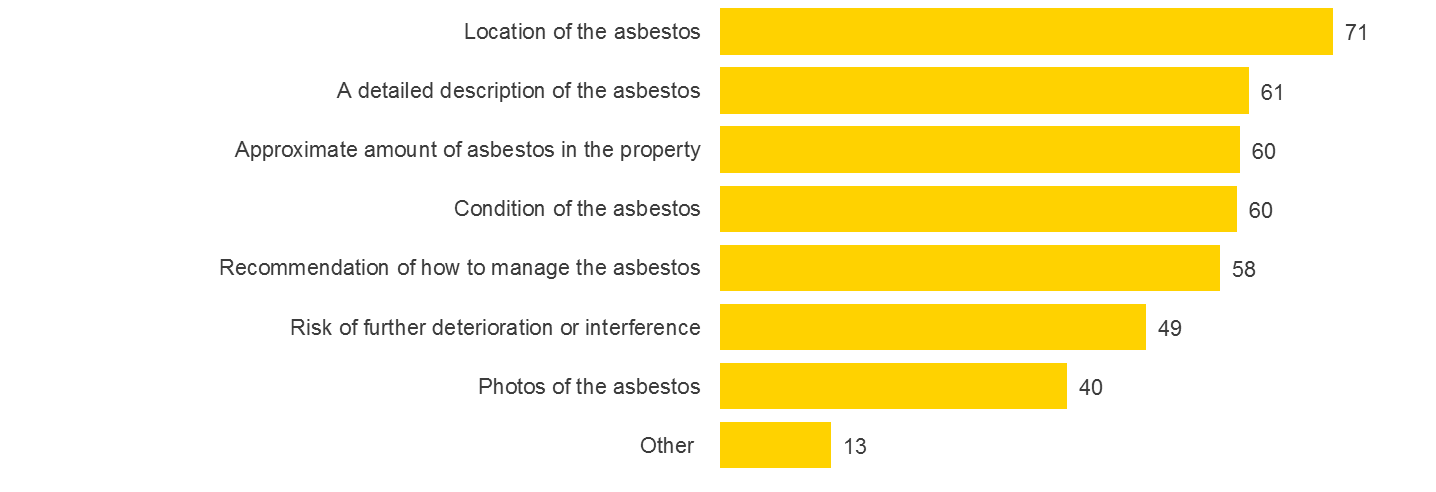 Location of the asbestos 71
A detailed description of the asbestos 61
Approximate amount of asbestos in the property 60
Condition of the asbestos 60
Recommendation of how to manage the asbestos 58
Risk of further deterioration or interference 49
Photos of the asbestos 40
Other 13